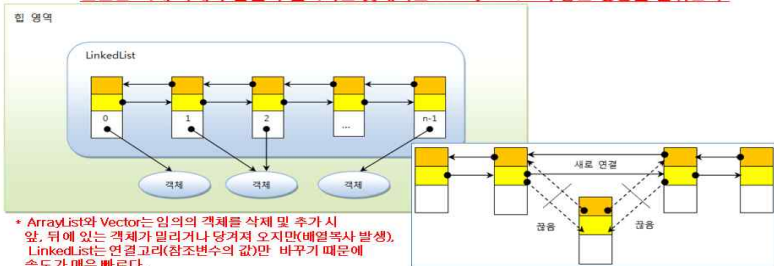 힙 영역
LinkedList
0
1
2
...
n-1
객체
객체
객체
새로 연결
끊음
끊음
* ArrayList와 Vector는 임의의 객체를 삭제 및 추가 시
앞, 뒤에 있는 객체가 밀리거나 당겨져 오지만(배열복사 발생),
LinkedList는 연결고리(참조변수의 값)만 바꾸기 때문에
속도가 매우 빠르다